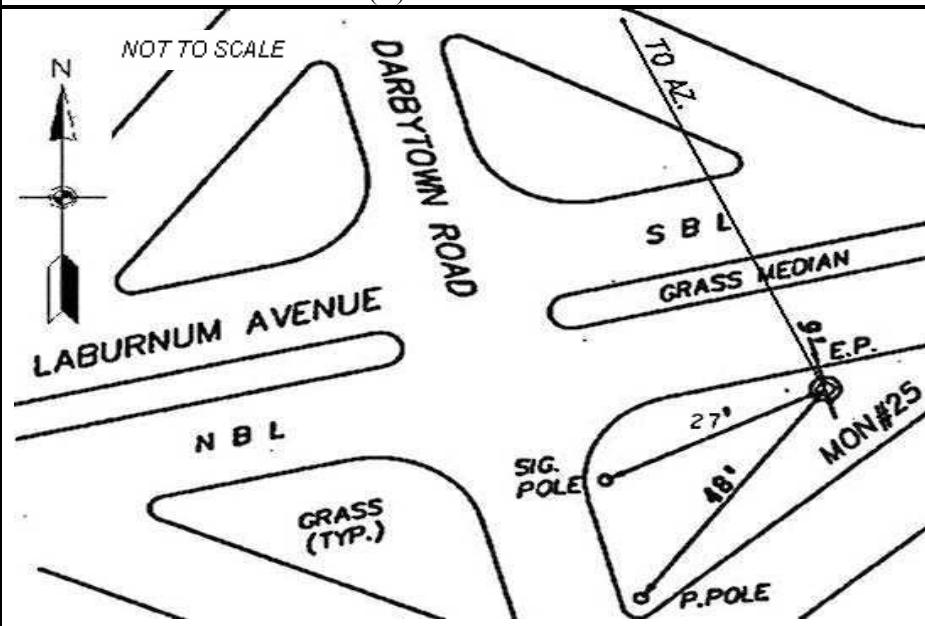 NOT TO SCALE
N
DARBYTOWN ROAD
TO AZ.
S B L
GRASS MEDIAN
LABURNUM AVENUE
E.P.
27'
MON#25
N B L
SIG.
POLE
48'
GRASS
(TYP.)
P.POLE